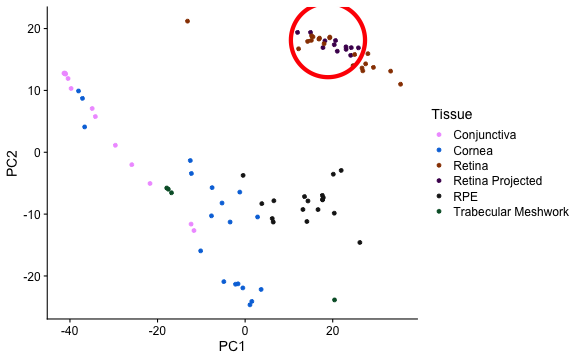 20
10
0
-10
-20
PC2
-40
-20
0
20
PC1
Tissue
Conjunctiva
Cornea
Retina
Retina Projected
RPE
Trabecular Meshwork